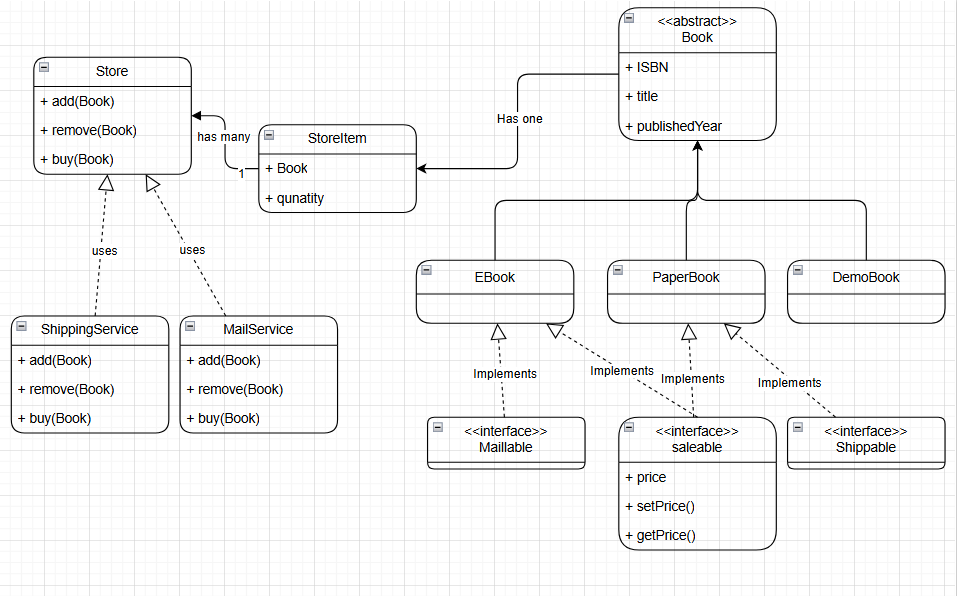 <<abstract>>
Book
+ ISBN
+ title
+ publishedYear
Store
+ add(Book)
+ remove(Book)
+ buy(Book)
has many
1
StoreItem
+ Book
+ qunatity
Has one
uses
uses
ShippingService
+ add(Book)
+ remove(Book)
+ buy(Book)
MailService
+ add(Book)
+ remove(Book)
+ buy(Book)
EBook
PaperBook
DemoBook
Implements
Implements
Implements
Implements
<<interface>>
Maillable
<<interface>>
saleable
+ price
+ setPrice()
+ getPrice()
<<interface>>
Shippable